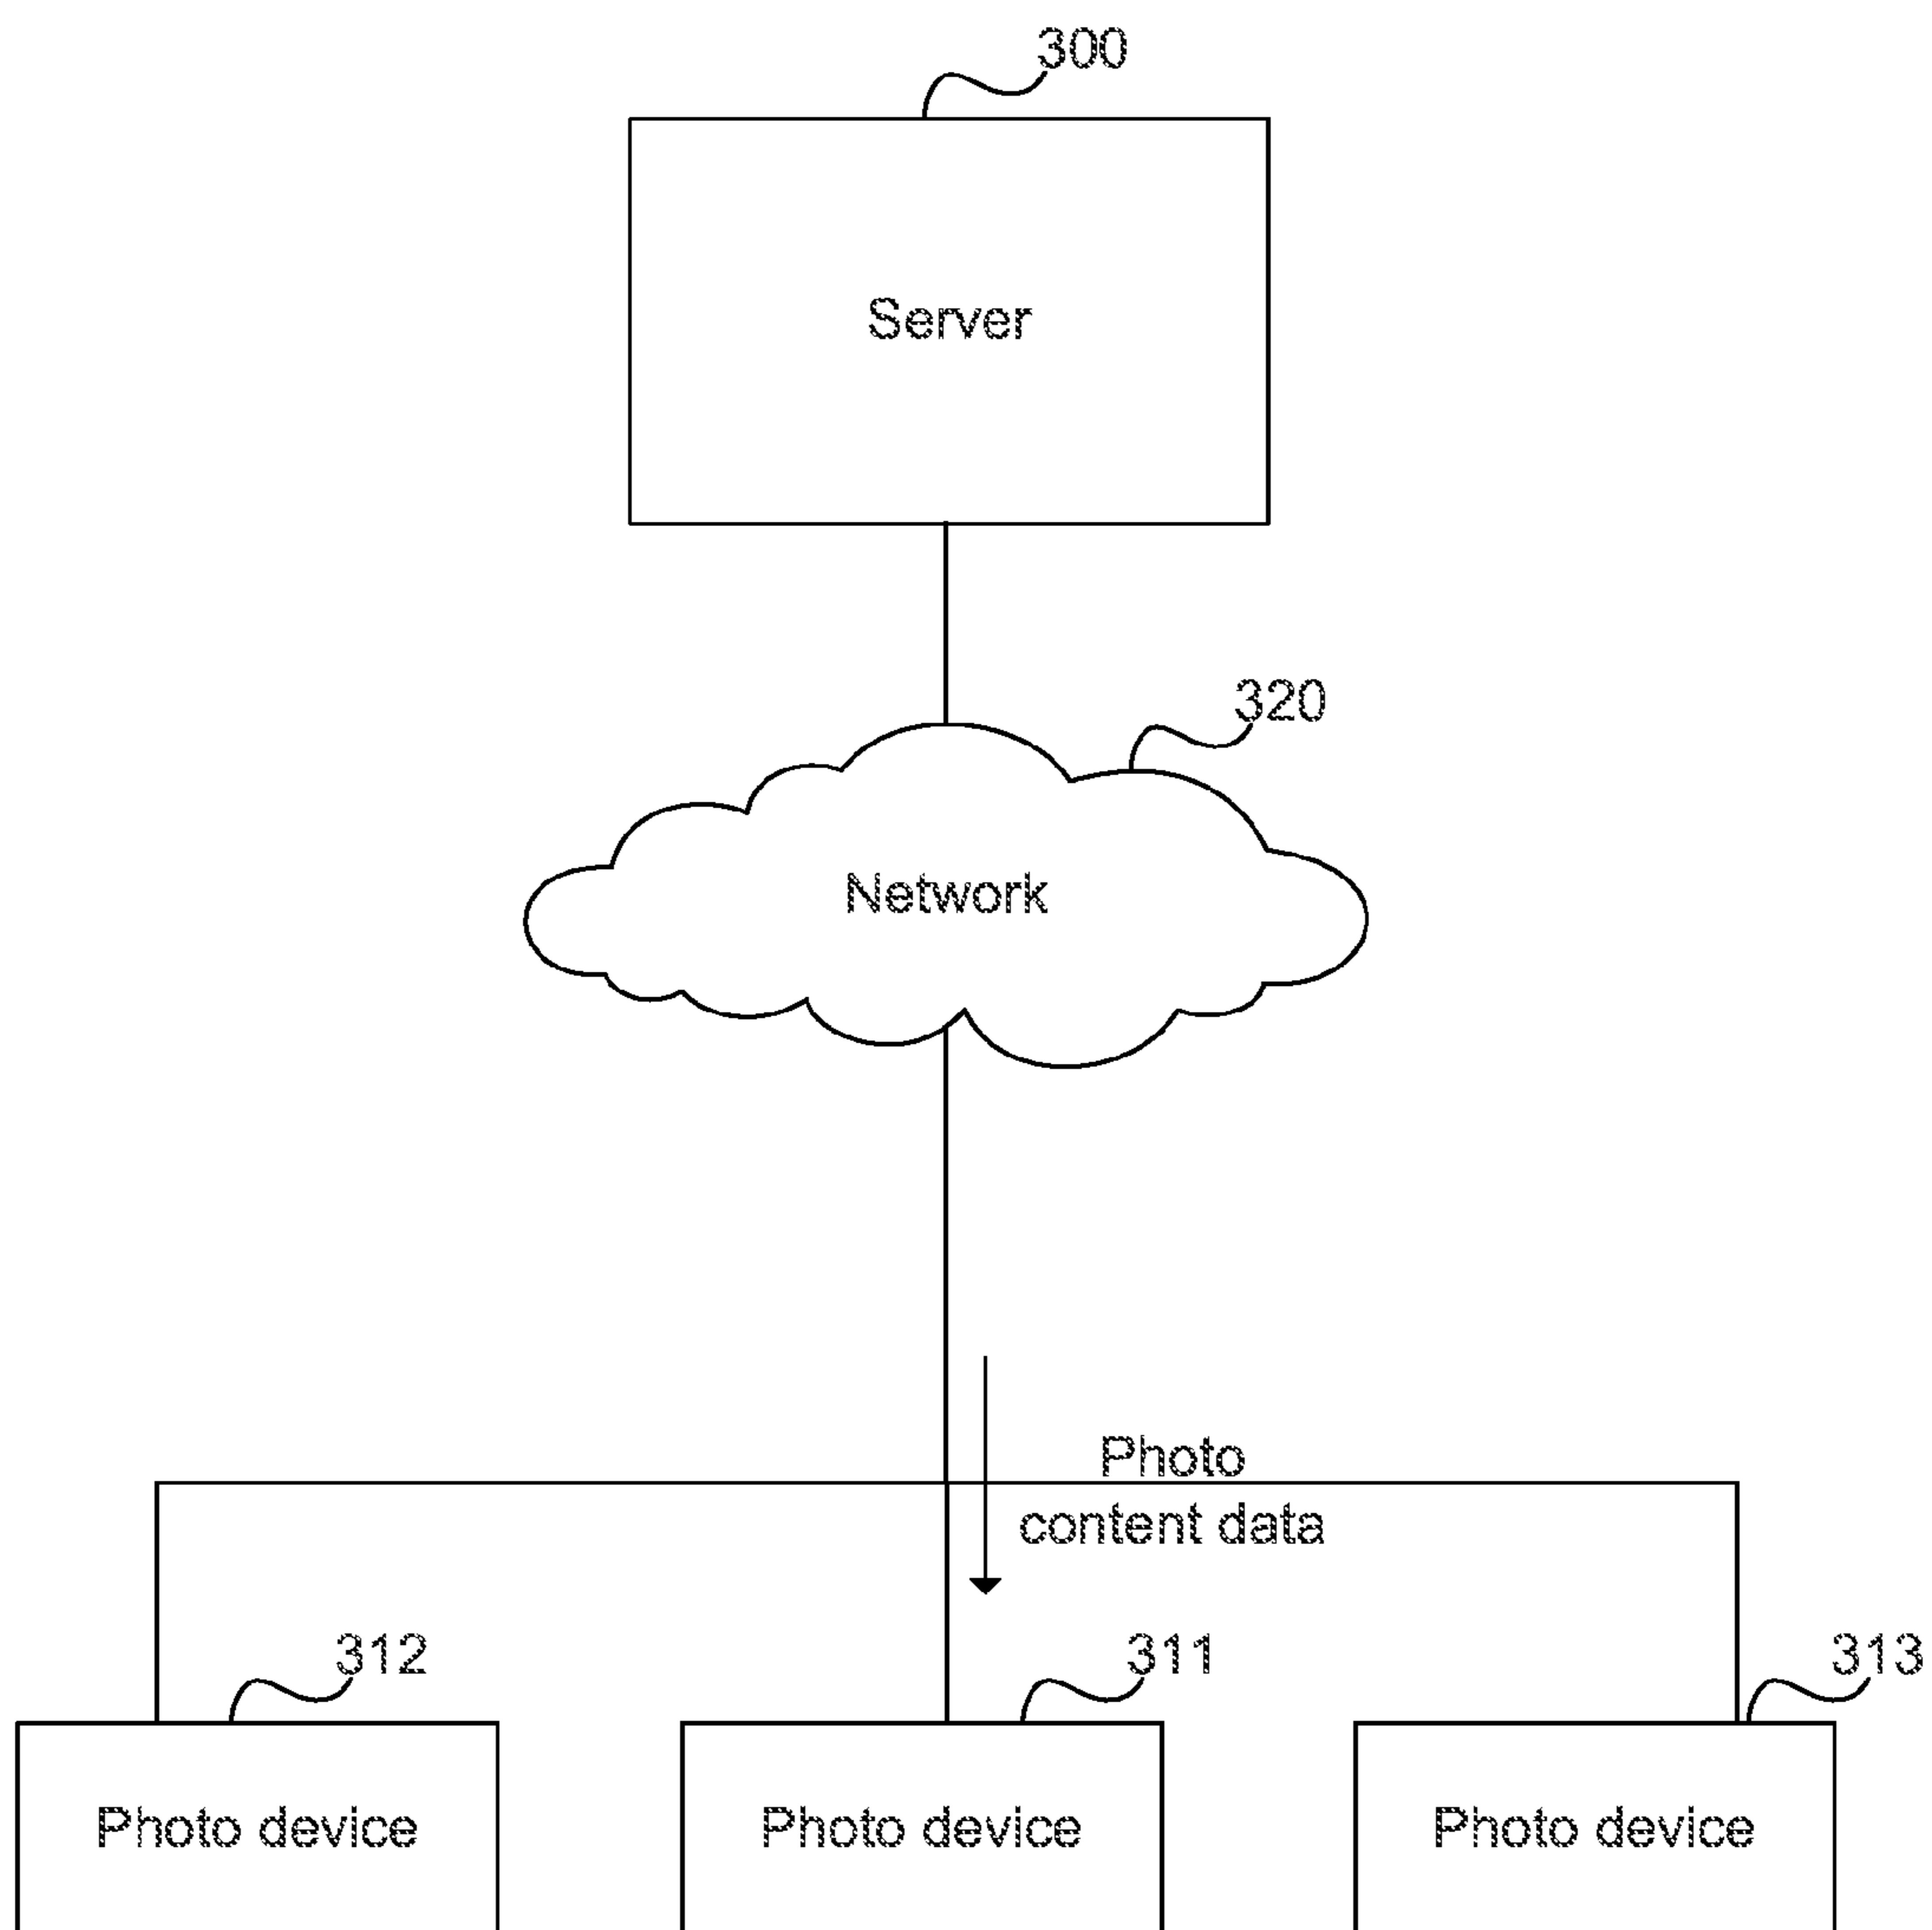 300
Server
320
Network
Photo
content data
312
311
313
Photo device
Photo device
Photo device